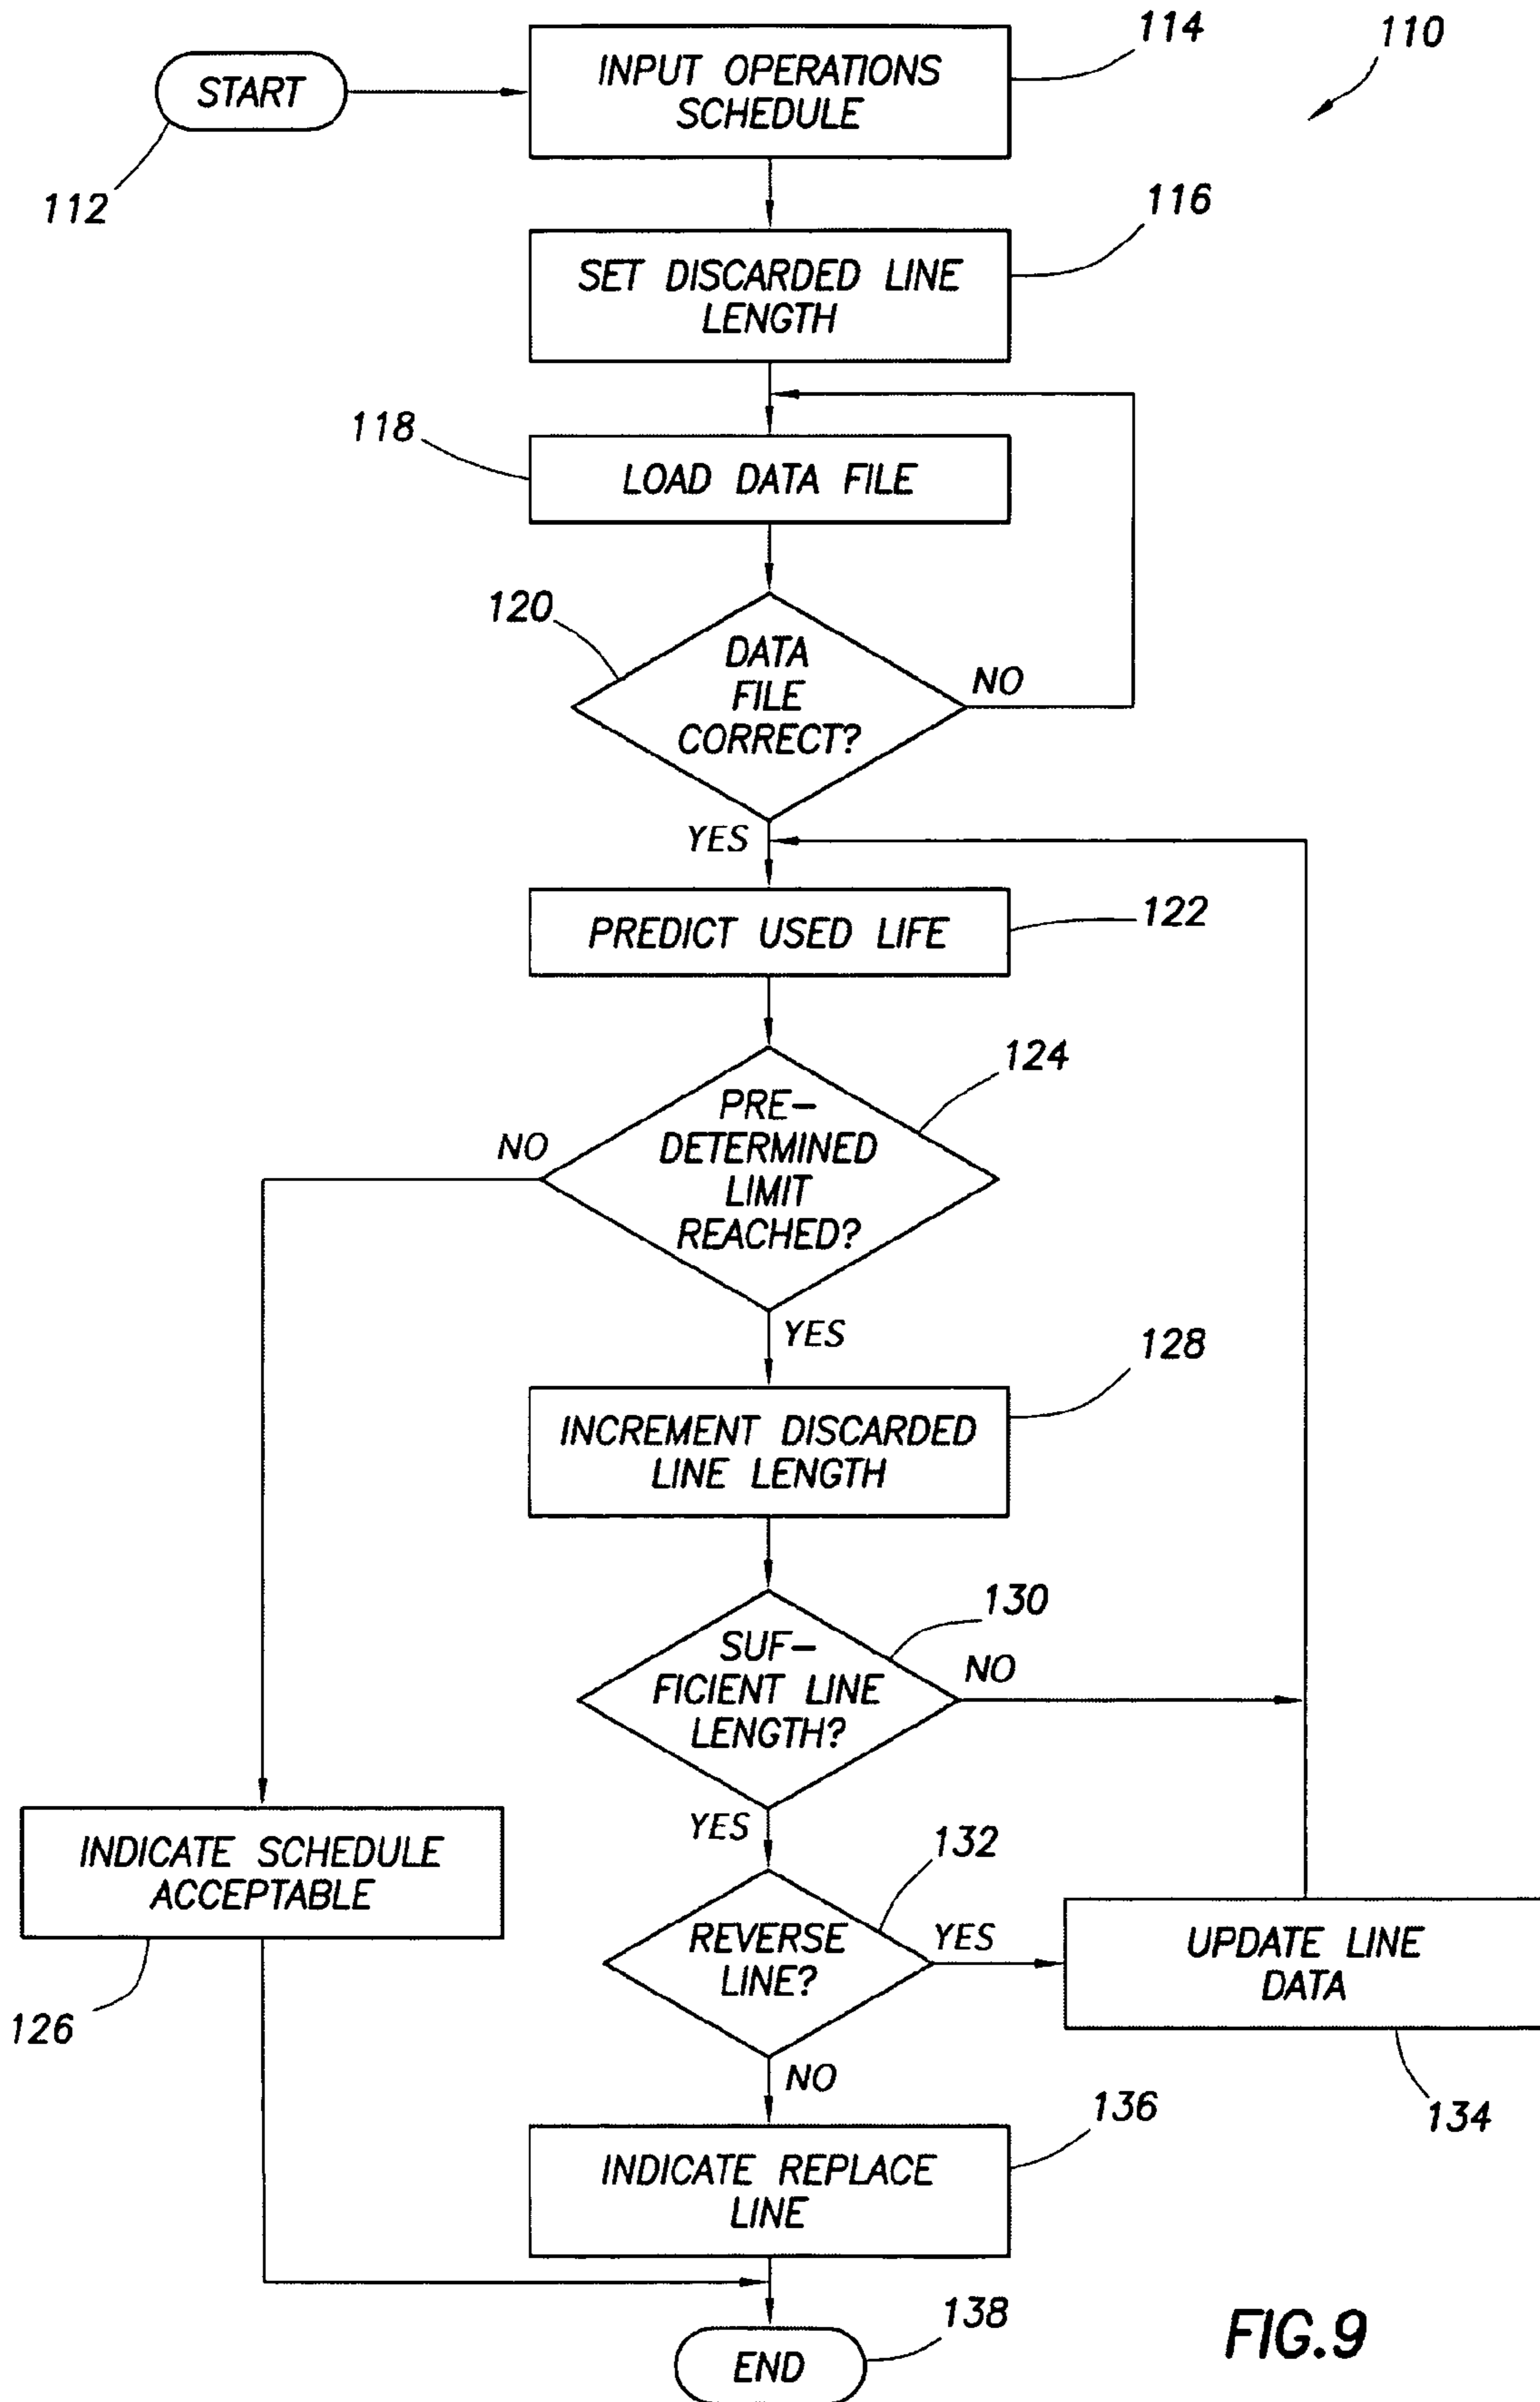 114
110
START
INPUT OPERATIONS
SCHEDULE
112
116
SET DISCARDED LINE
LENGTH
118
LOAD DATA FILE
120
DATA
FILE
CORRECT?
NO
YES
PREDICT USED LIFE
122
124
PRE-
DETERMINED
LIMIT
REACHED?
NO
YES
128
INCREMENT DISCARDED
LINE LENGTH
130
SUF-
FICIENT LINE
LENGTH?
NO
YES
INDICATE SCHEDULE
ACCEPTABLE
126
132
REVERSE
LINE?
YES
UPDATE LINE
DATA
134
NO
136
INDICATE REPLACE
LINE
138
END
FIG.9